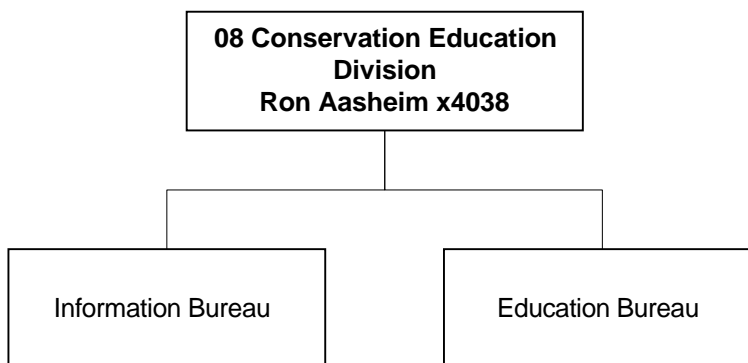 08 Conservation Education
Division
Ron Aasheim x4038
Information Bureau
Education Bureau